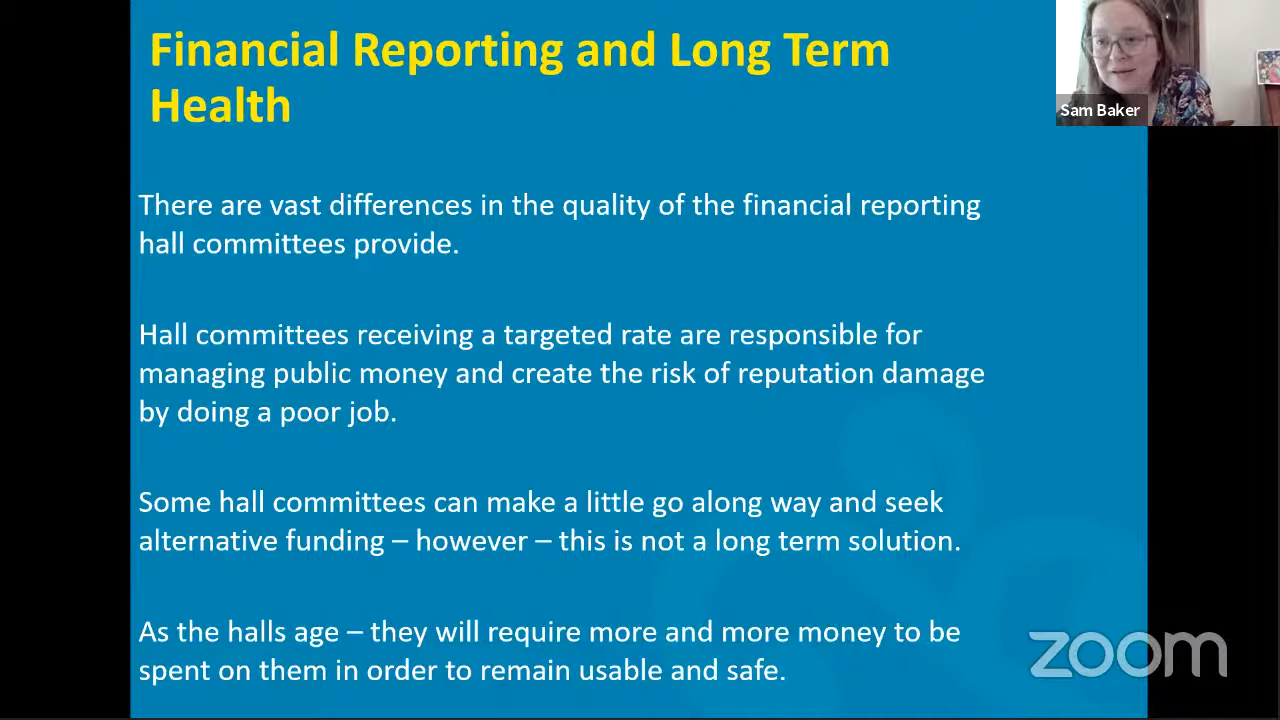 Financial Reporting and Long Term
Health
Sam Baker
There are vast differences in the quality of the financial reporting
hall committees provide.
Hall committees receiving a targeted rate are responsible for
managing public money and create the risk of reputation damage
by doing a poor job.
Some hall committees can make a little go along way and seek
alternative funding – however – this is not a long term solution.
As the halls age – they will require more and more money to be
spent on them in order to remain usable and safe.
zoom